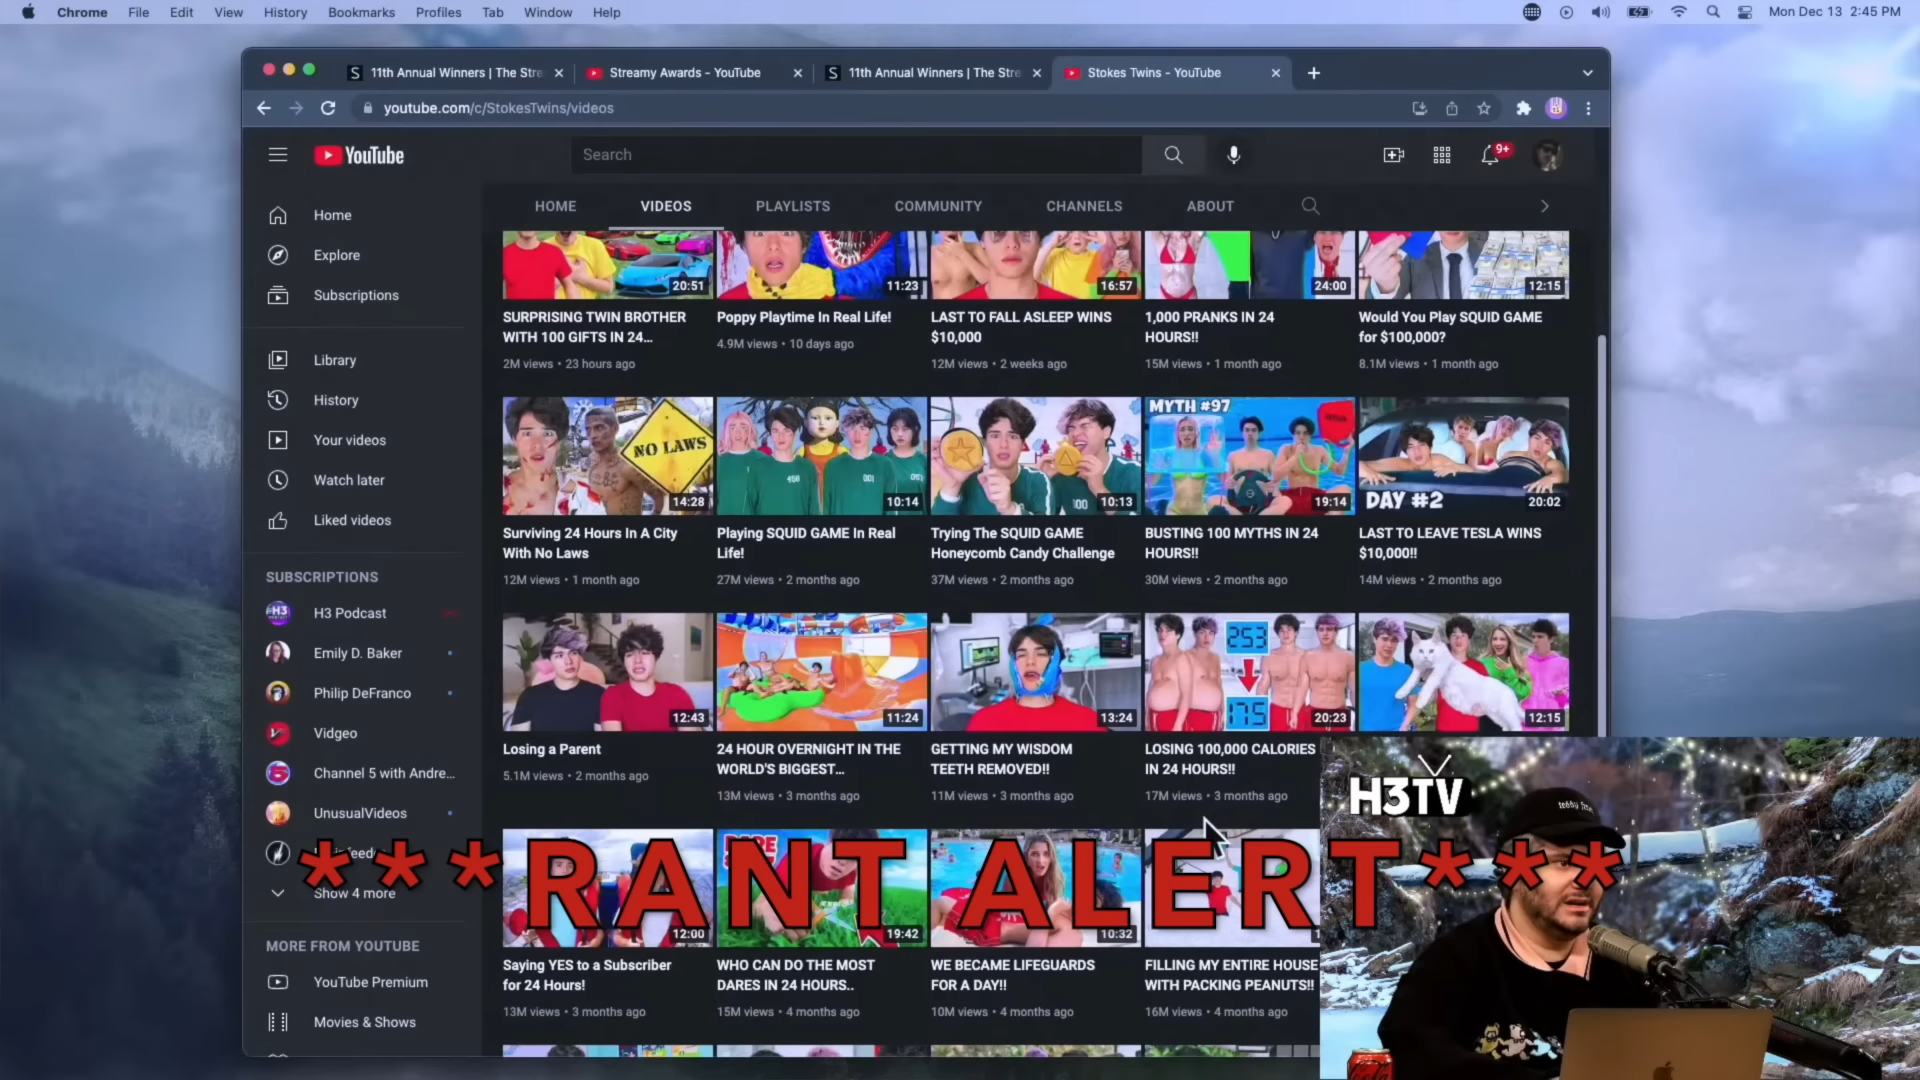 Chrome File Edit View History Bookmarks Profiles Tab Window Help
Mon Dec 13 2:45 PM
S 11th Annual Winners | The Stre
Streamy Awards - YouTube
S 11th Annual Winners | The Stre
Stokes Twins - YouTube
youtube.com/c/StokesTwins/videos
YouTube
Search
9+
HOME VIDEOS PLAYLISTS COMMUNITY CHANNELS ABOUT
Home
Explore
Subscriptions
Library
History
Your videos
Watch later
Liked videos
SUBSCRIPTIONS
H3 Podcast
Emily D. Baker
Philip DeFranco
Vidgeo
Channel 5 with Andre...
UnusualVideos
Show 4 more
MORE FROM YOUTUBE
YouTube Premium
Movies & Shows
20:51
SURPRISING TWIN BROTHER
WITH 100 GIFTS IN 24...
2M views • 23 hours ago
11:23
Poppy Playtime In Real Life!
4.9M views • 10 days ago
16:57
LAST TO FALL ASLEEP WINS
$10,000
12M views • 2 weeks ago
24:00
1,000 PRANKS IN 24
HOURS!!
15M views • 1 month ago
12:15
Would You Play SQUID GAME
for $100,000?
8.1M views • 1 month ago
NO LAWS
14:28
Surviving 24 Hours In A City
With No Laws
12M views • 1 month ago
001
10:14
Playing SQUID GAME In Real
Life!
27M views • 2 months ago
10:13
Trying The SQUID GAME
Honeycomb Candy Challenge
37M views • 2 months ago
MYTH #97
19:14
BUSTING 100 MYTHS IN 24
HOURS!!
30M views • 2 months ago
DAY #2
20:02
LAST TO LEAVE TESLA WINS
$10,000!!
14M views • 2 months ago
12:43
Losing a Parent
5.1M views • 2 months ago
11:24
24 HOUR OVERNIGHT IN THE
WORLD'S BIGGEST...
13M views • 3 months ago
13:24
GETTING MY WISDOM
TEETH REMOVED!!
11M views • 3 months ago
253
175
20:23
LOSING 100,000 CALORIES
IN 24 HOURS!!
17M views • 3 months ago
12:15
H3TV
***RANT ALERT***
12:00
Saying YES to a Subscriber
for 24 Hours!
13M views • 3 months ago
19:42
WHO CAN DO THE MOST
DARES IN 24 HOURS..
15M views • 4 months ago
10:32
WE BECAME LIFEGUARDS
FOR A DAY!!
10M views • 4 months ago
FILLING MY ENTIRE HOUSE
WITH PACKING PEANUTS!!
16M views • 4 months ago